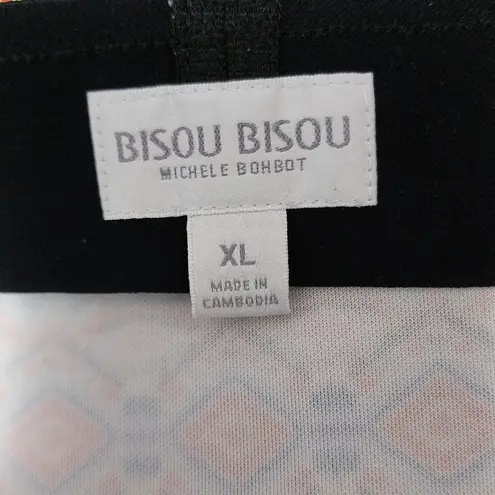 BISOU BISOU
MICHELE BOHBOT
XL
MADE IN
CAMBODIA